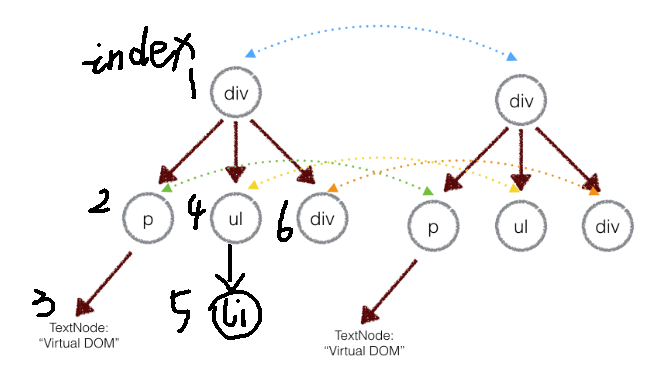 index
1
div
div
2
p
4
ul
6
div
p
ul
div
3
TextNode:
“Virtual DOM”
5
Li
TextNode:
“Virtual DOM”